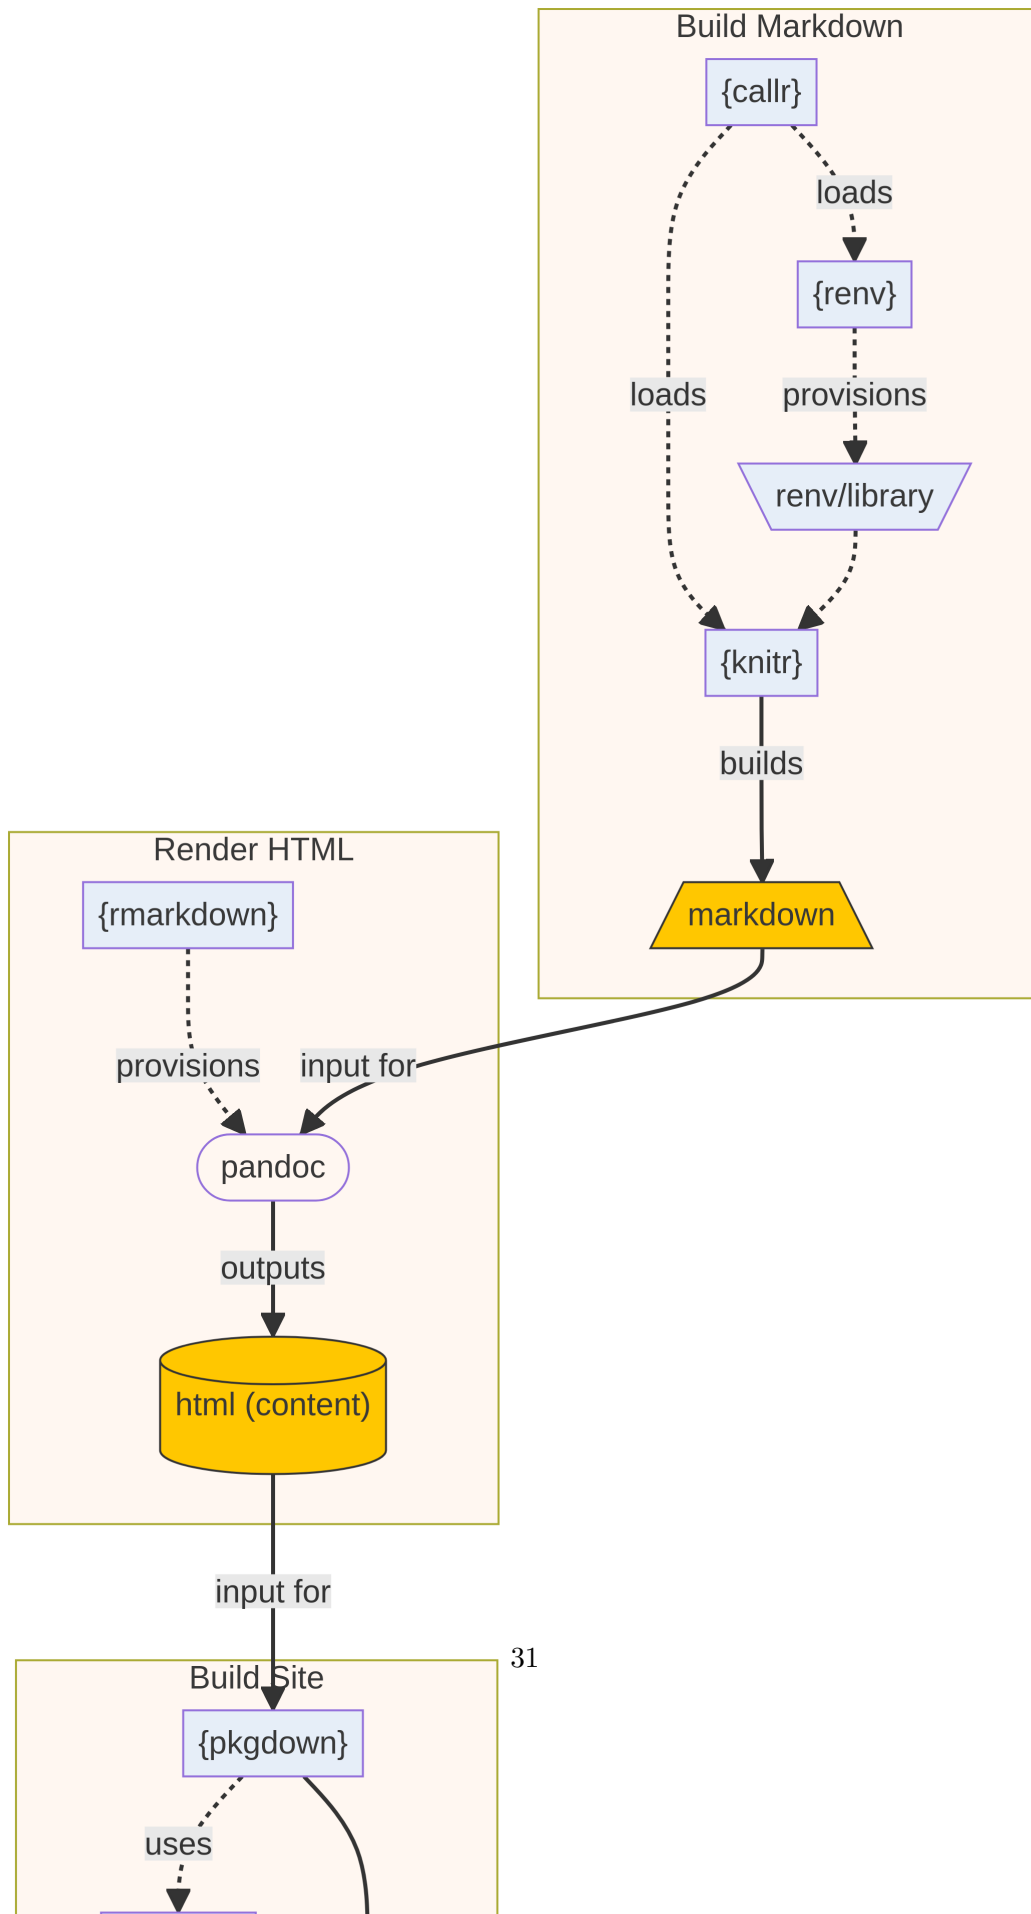 Build Markdown
{callr}
loads
{renv}
loads
provisions
renv/library
{knitr}
builds
markdown
Render HTML
{rmarkdown}
provisions
input for
pandoc
outputs
html (content)
input for
31
Build Site
{pkgdown}
uses